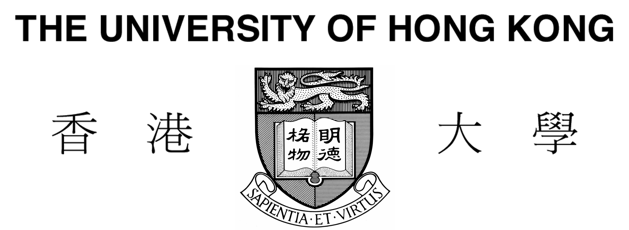 THE UNIVERSITY OF HONG KONG
香港大學
明德
格物
SAPIENTIA·ET·VIRTUS